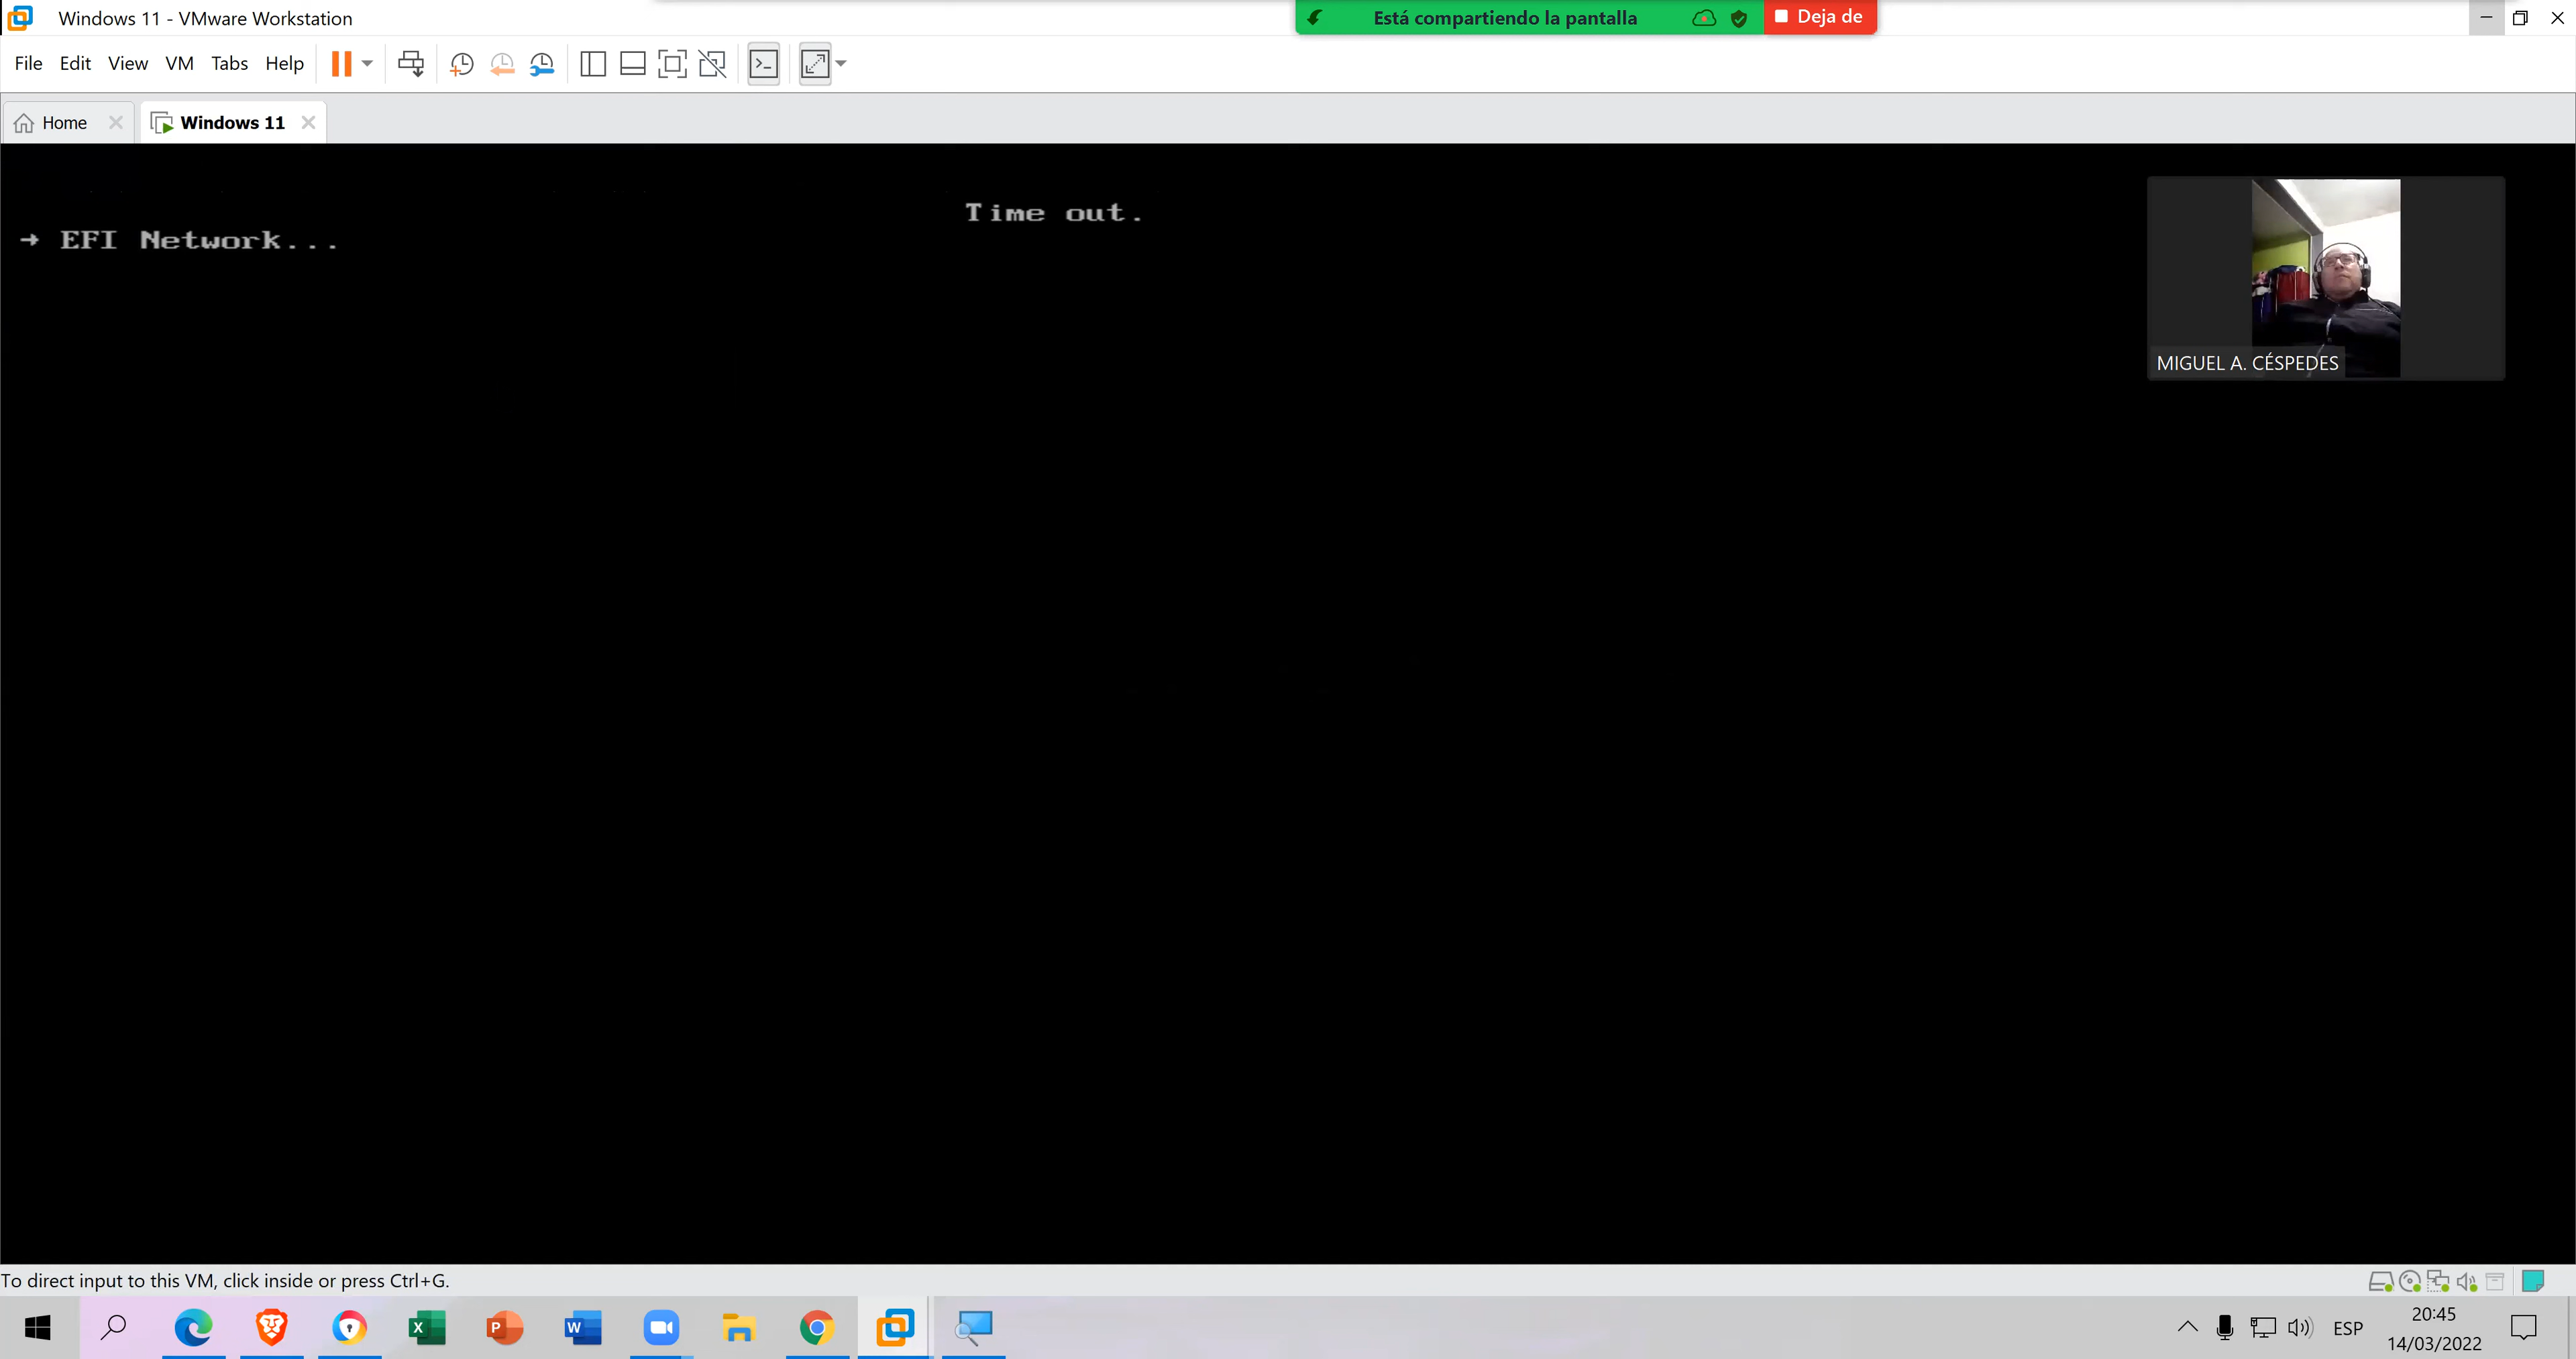 Windows 11 - VMware Workstation
Está compartiendo la pantalla
Deja de
File Edit View VM Tabs Help
Home
Windows 11
Time out.
→ EFI Network...
MIGUEL A. CÉSPEDES
To direct input to this VM, click inside or press Ctrl+G.
ESP
20:45
14/03/2022